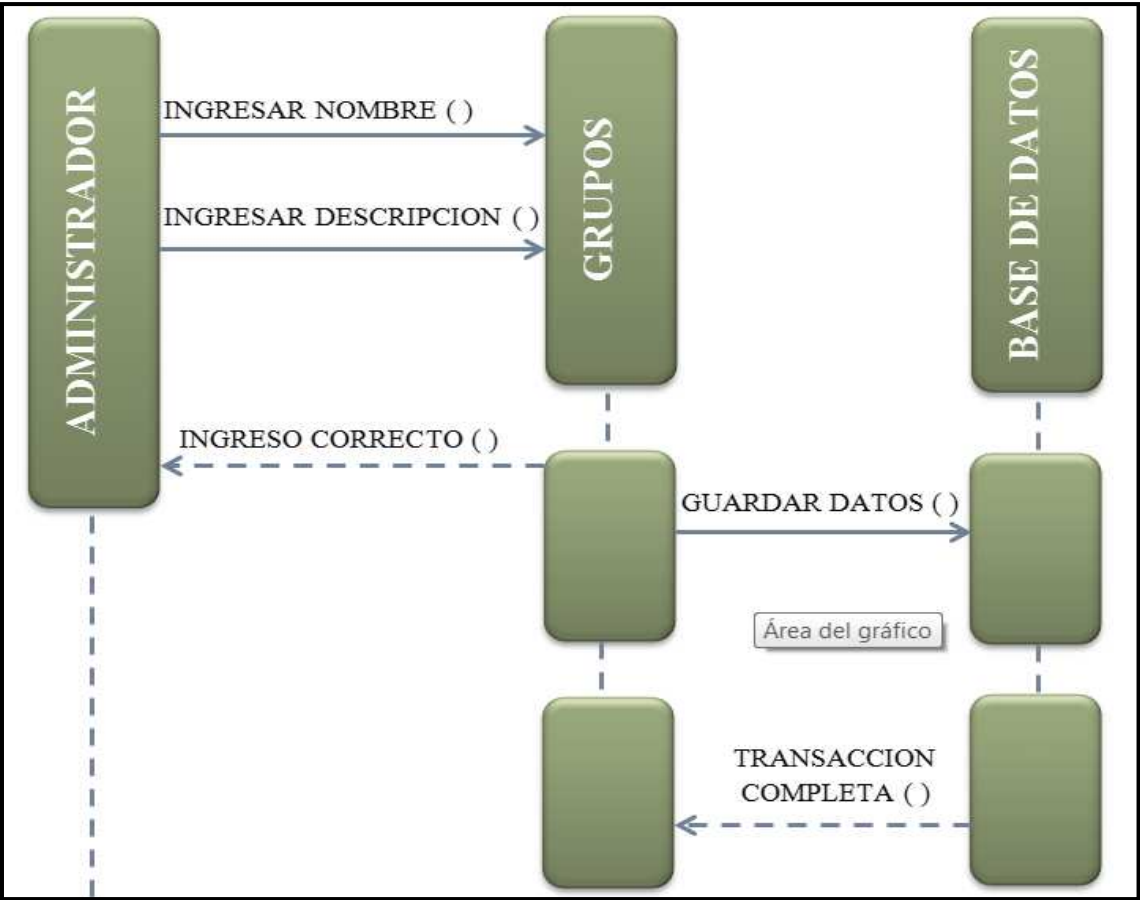 ADMINISTRADOR
GRUPOS
BASE DE DATOS
INGRESAR NOMBRE ( )
INGRESAR DESCRIPCION ( )
INGRESO CORRECTO ( )
GUARDAR DATOS ( )
Área del gráfico
TRANSACCION
COMPLETA ( )